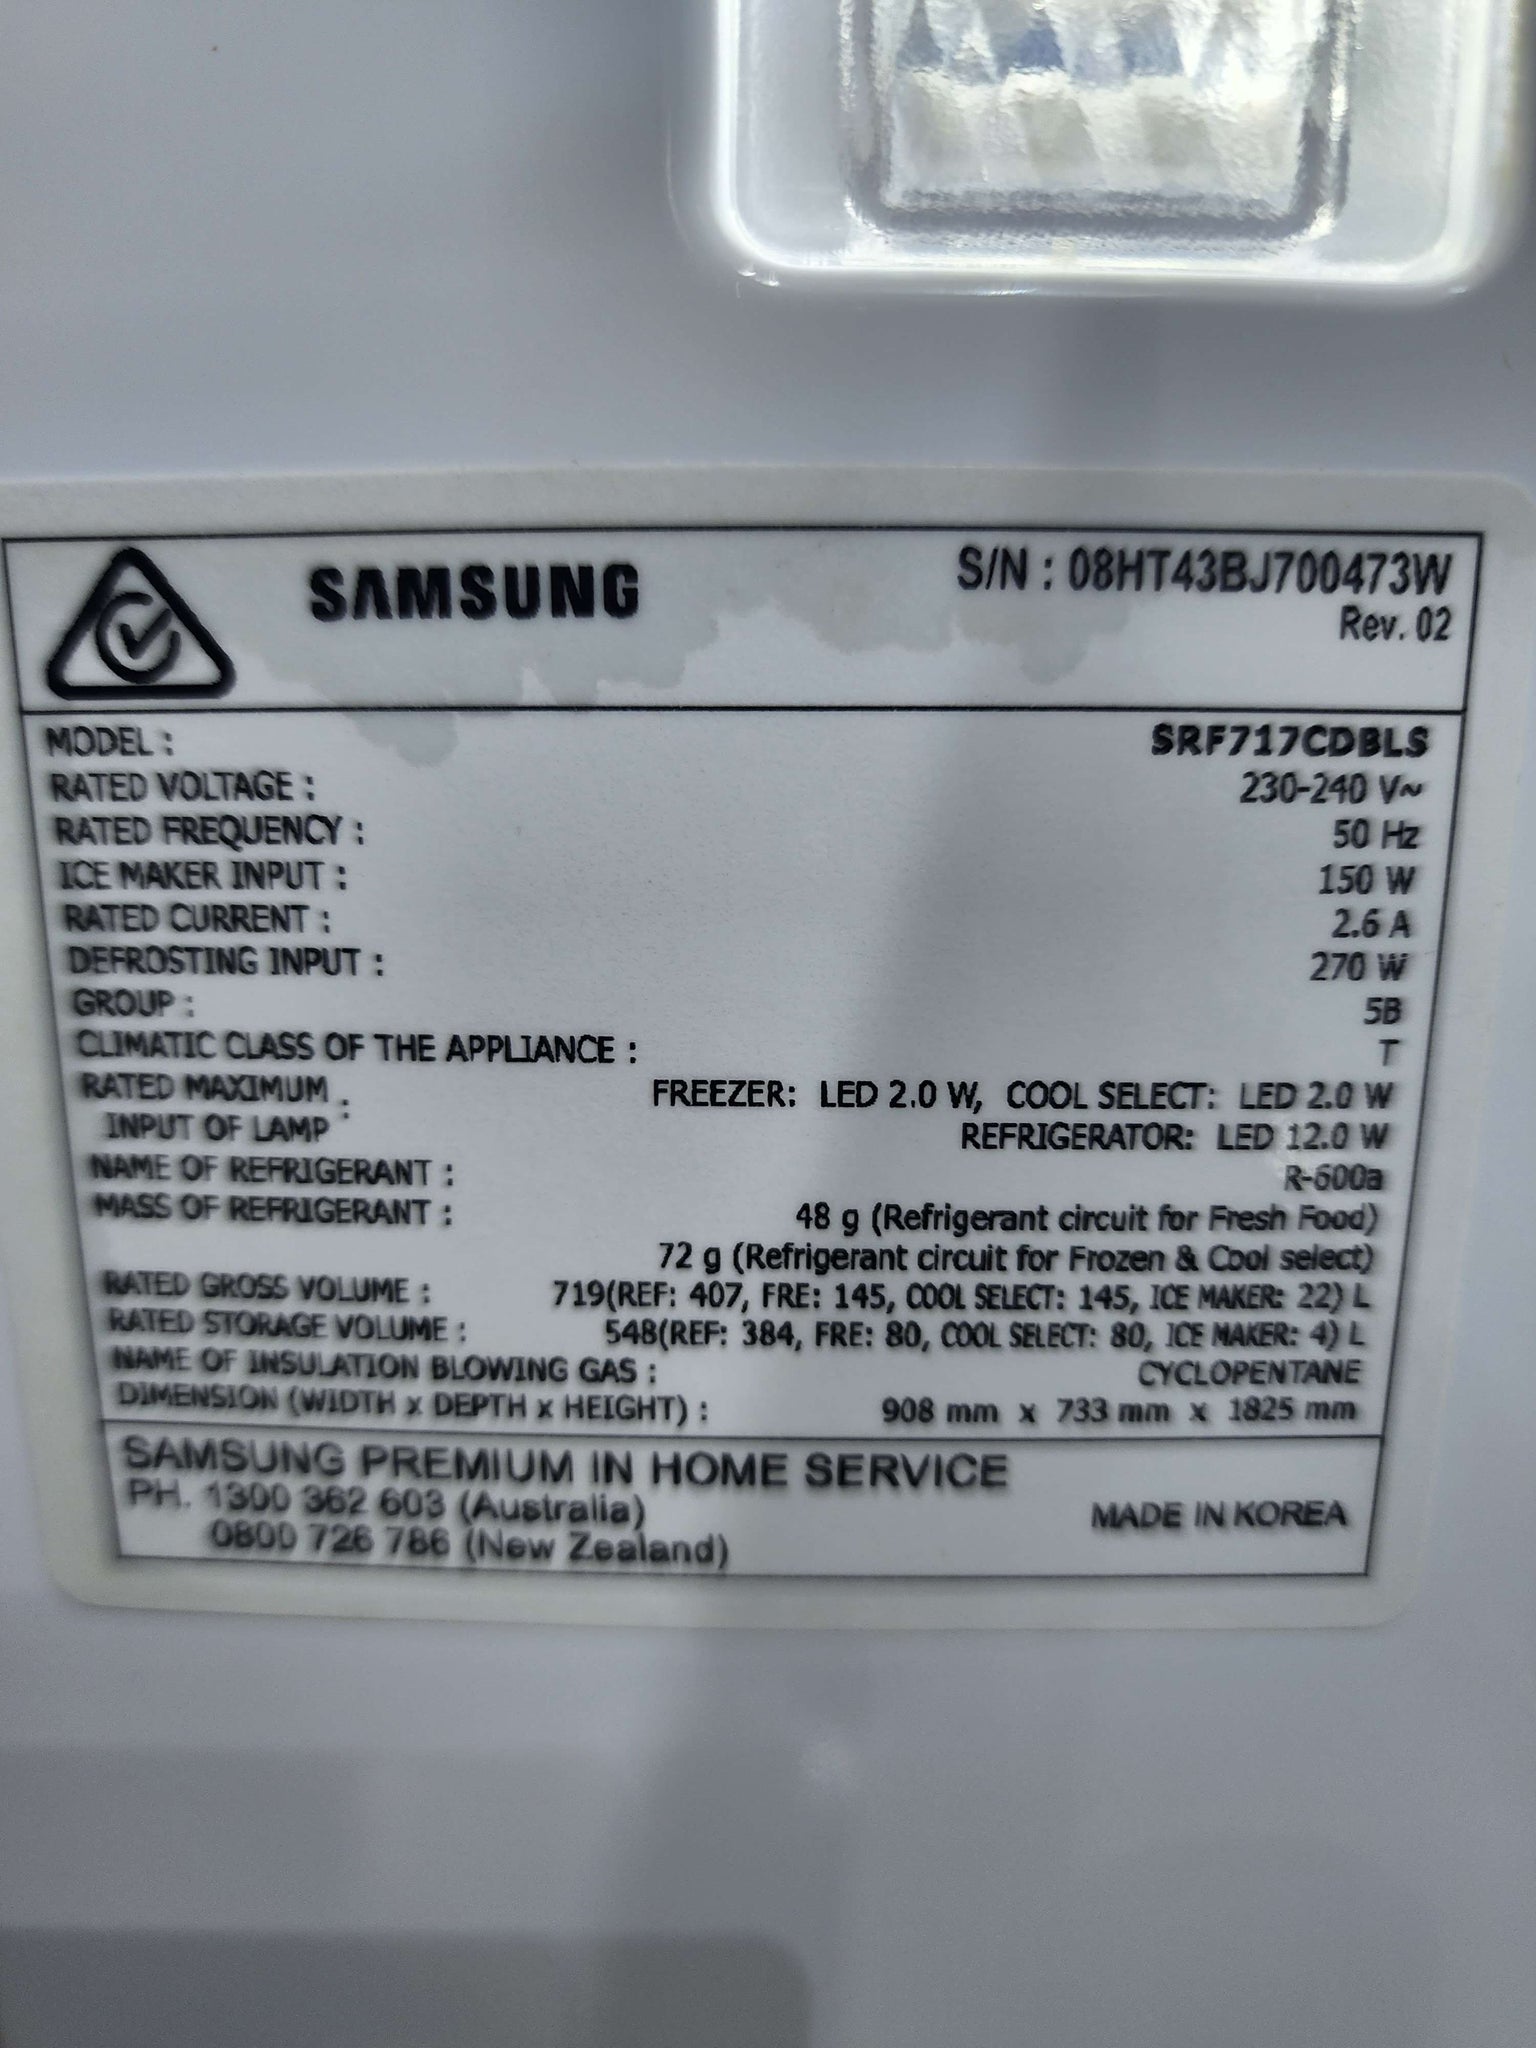 SAMSUNG S/N : 08HT43BJ700473W
Rev. 02
MODEL : SRF717CDBLS
RATED VOLTAGE : 230-240 V~
RATED FREQUENCY : 50 Hz
ICE MAKER INPUT : 150 W
RATED CURRENT : 2.6 A
DEFROSTING INPUT : 270 W
GROUP : 5B
CLIMATIC CLASS OF THE APPLIANCE : T
RATED MAXIMUM : FREEZER: LED 2.0 W, COOL SELECT: LED 2.0 W
INPUT OF LAMP REFRIGERATOR: LED 12.0 W
NAME OF REFRIGERANT : R-600a
MASS OF REFRIGERANT : 48 g (Refrigerant circuit for Fresh Food)
72 g (Refrigerant circuit for Frozen & Cool select)
RATED GROSS VOLUME : 719(REF: 407, FRE: 145, COOL SELECT: 145, ICE MAKER: 22) L
RATED STORAGE VOLUME : 548(REF: 384, FRE: 80, COOL SELECT: 80, ICE MAKER: 4) L
NAME OF INSULATION BLOWING GAS : CYCLOPENTANE
DIMENSION (WIDTH x DEPTH x HEIGHT) : 908 mm x 733 mm x 1825 mm
SAMSUNG PREMIUM IN HOME SERVICE
PH. 1300 362 603 (Australia) MADE IN KOREA
0800 726 786 (New Zealand)